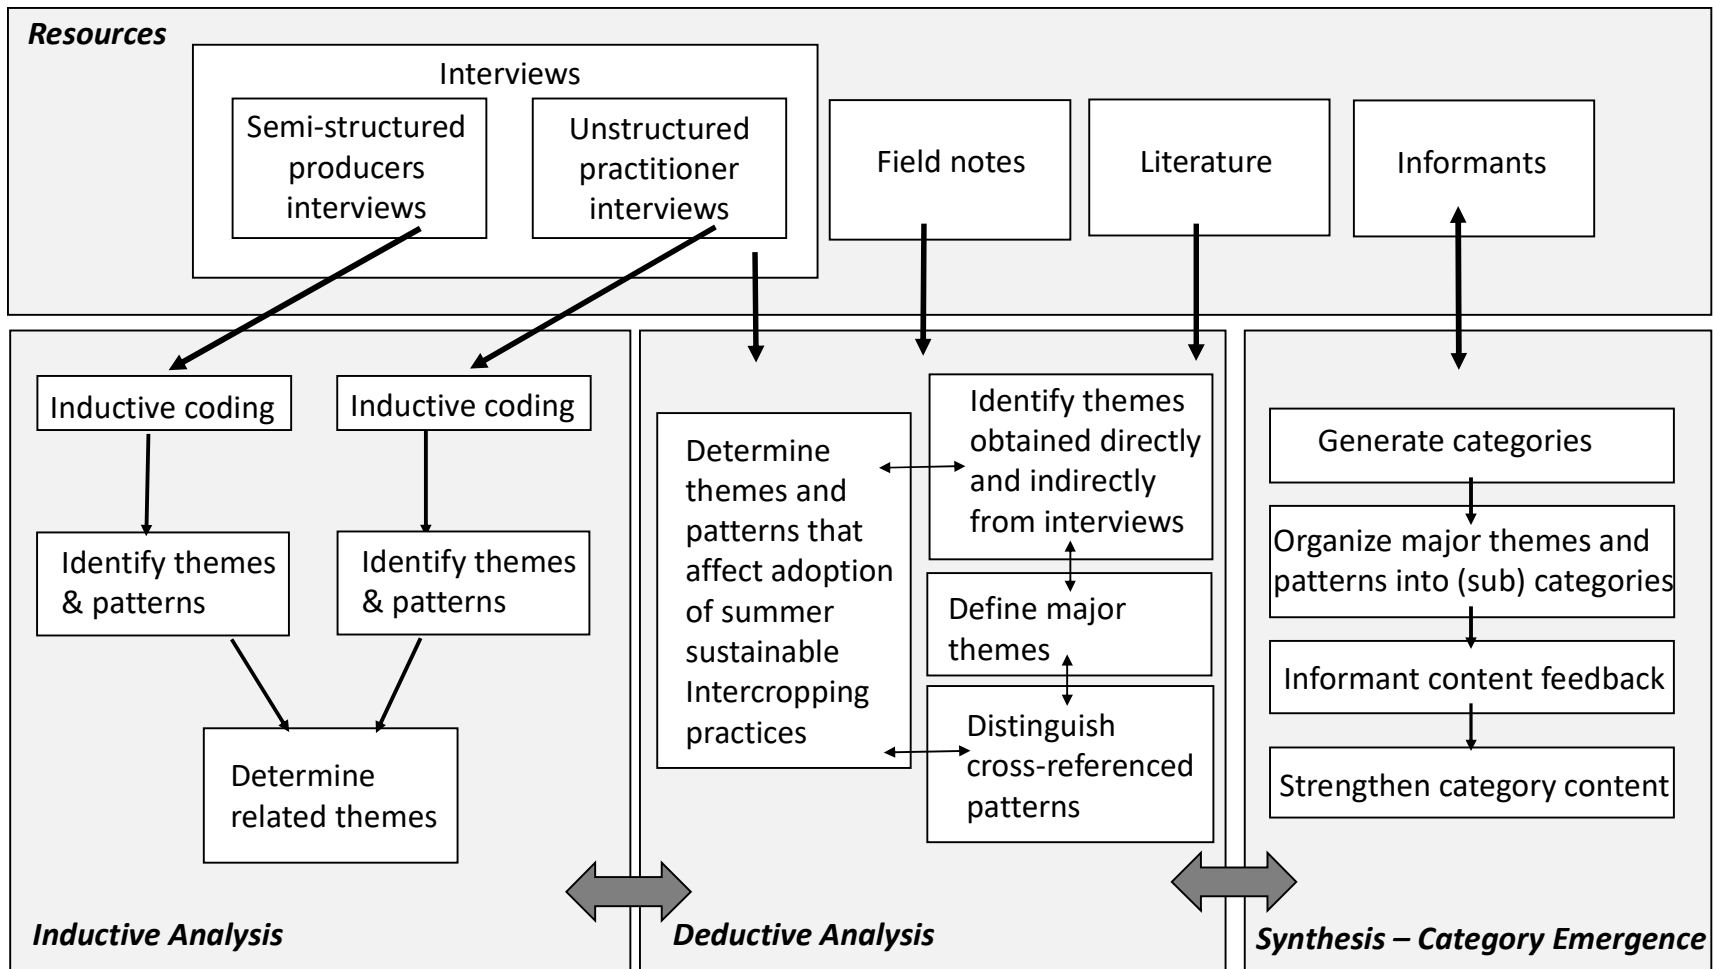 Resources
Interviews
Semi-structured
producers
interviews
Unstructured
practitioner
interviews
Field notes
Literature
Informants
Inductive coding
Identify themes
& patterns
Inductive coding
Identify themes
& patterns
Determine
related themes
Inductive Analysis
Determine
themes and
patterns that
affect adoption
of summer
sustainable
Intercropping
practices
Identify themes
obtained directly
and indirectly
from interviews
Define major
themes
Distinguish
cross-referenced
patterns
Deductive Analysis
Generate categories
Organize major themes and
patterns into (sub) categories
Informant content feedback
Strengthen category content
Synthesis – Category Emergence